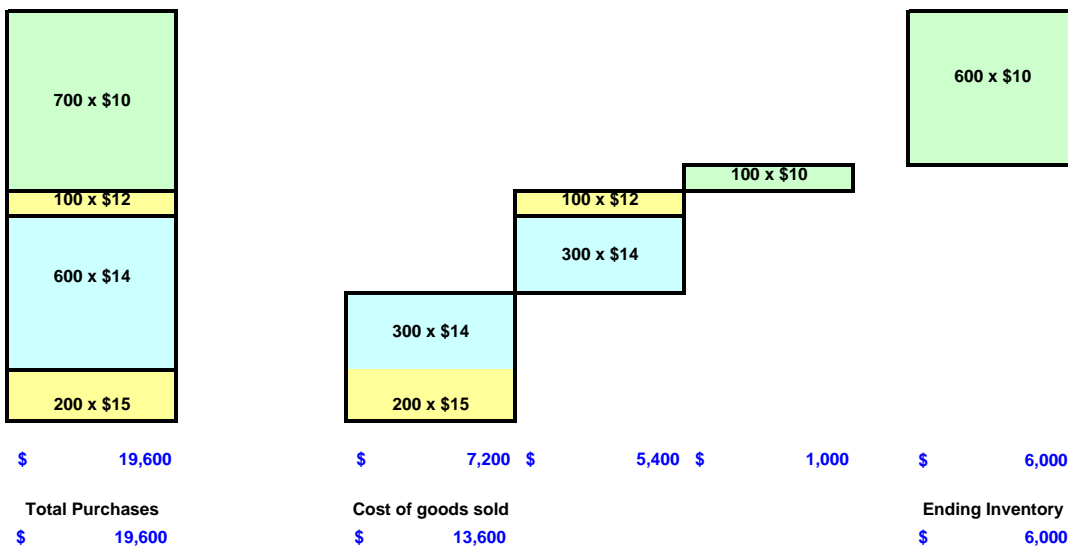 700 x $10
600 x $10
100 x $10
100 x $12
100 x $12
600 x $14
300 x $14
300 x $14
200 x $15
200 x $15
$ 19,600 $ 7,200 $ 5,400 $ 1,000 $ 6,000
Total Purchases Cost of goods sold Ending Inventory
$ 19,600 $ 13,600 $ 6,000